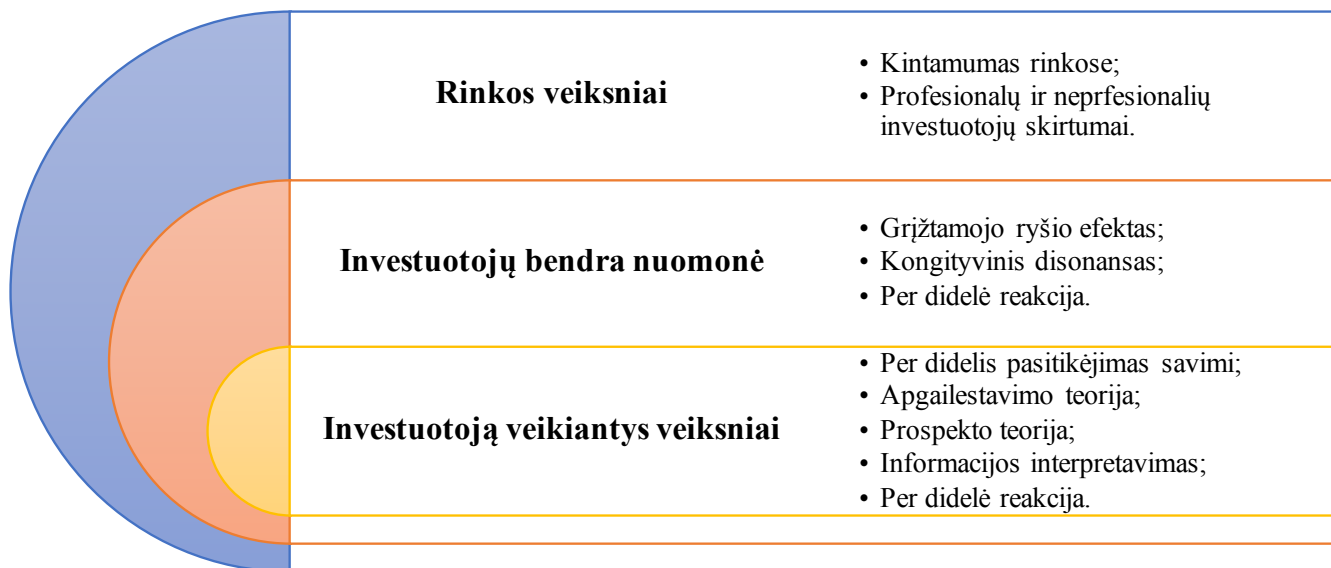 Rinkos veiksniai
• Kintamumas rinkose;
• Profesionalų ir neprfesionalių
investuotojų skirtumai.
Investuotojų bendra nuomonė
• Grįžtamojo ryšio efektas;
• Kongityvinis disonansas;
• Per didelė reakcija.
Investuotoją veikiantys veiksniai
• Per didelis pasitikėjimas savimi;
• Apgailestavimo teorija;
• Prospekto teorija;
• Informacijos interpretavimas;
• Per didelė reakcija.